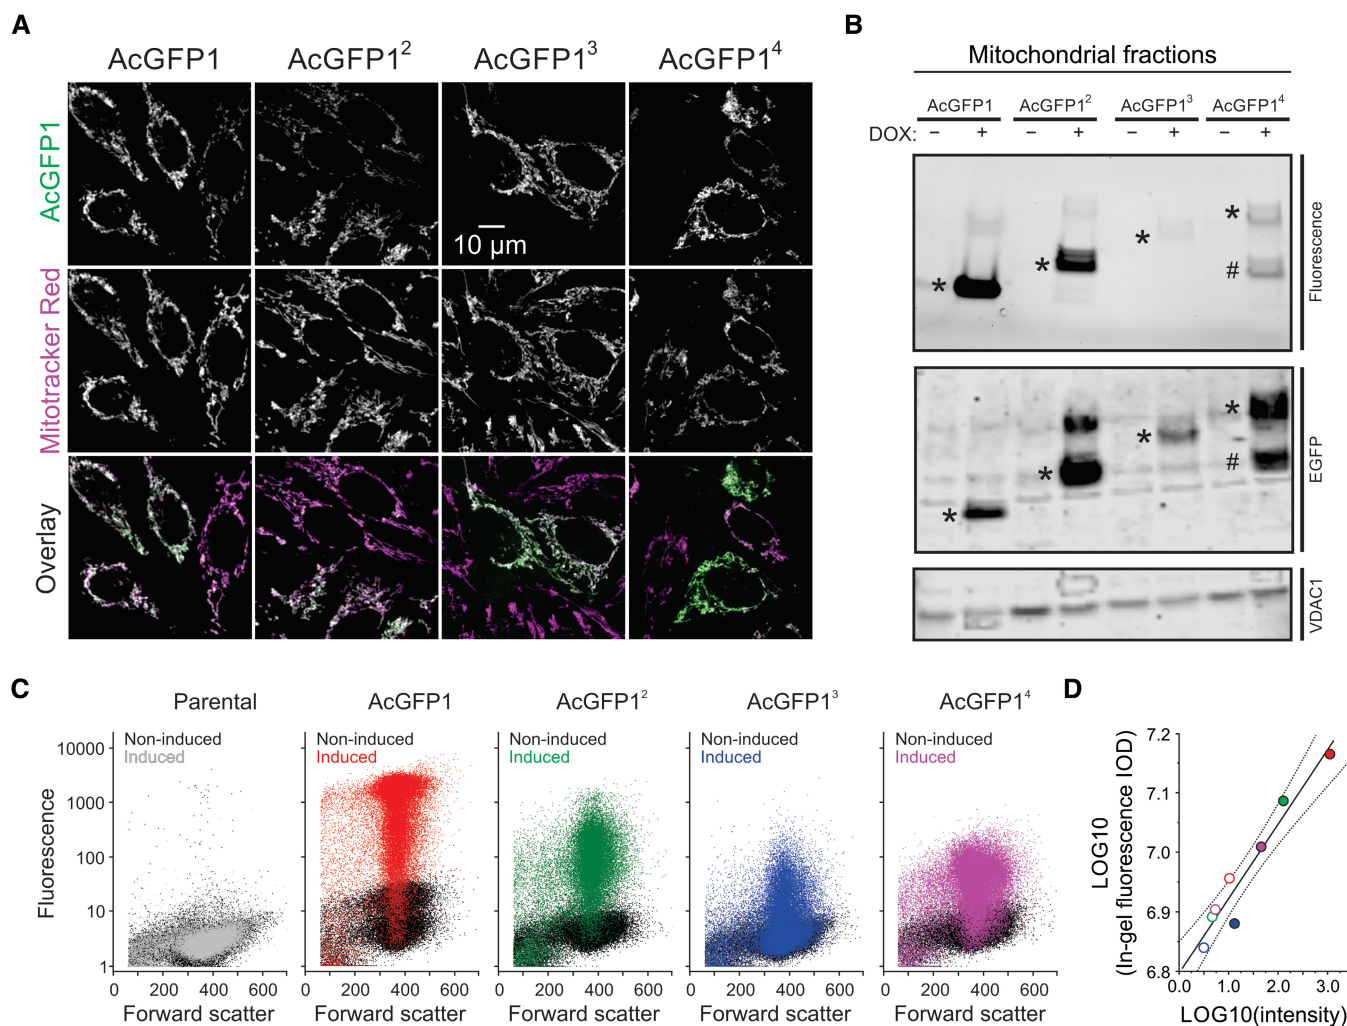 A
AcGFP1 AcGFP1² AcGFP1³ AcGFP1⁴
AcGFP1
10 µm
Mitotracker Red
Overlay
B
Mitochondrial fractions
AcGFP1 AcGFP1² AcGFP1³ AcGFP1⁴
DOX: − + − + − + − +
* * * * #
Fluorescence
* * * * #
EGFP
VDAC1
C
Parental AcGFP1 AcGFP1² AcGFP1³ AcGFP1⁴
Non-induced Non-induced Non-induced Non-induced Non-induced
Induced Induced Induced Induced Induced
Fluorescence
10000
1000
100
10
1
0 200 400 600 0 200 400 600 0 200 400 600 0 200 400 600 0 200 400 600
Forward scatter Forward scatter Forward scatter Forward scatter Forward scatter
D
LOG10
(In-gel fluorescence IOD)
7.2
7.1
7.0
6.9
6.8
0.0 1.0 2.0 3.0
LOG10(intensity)